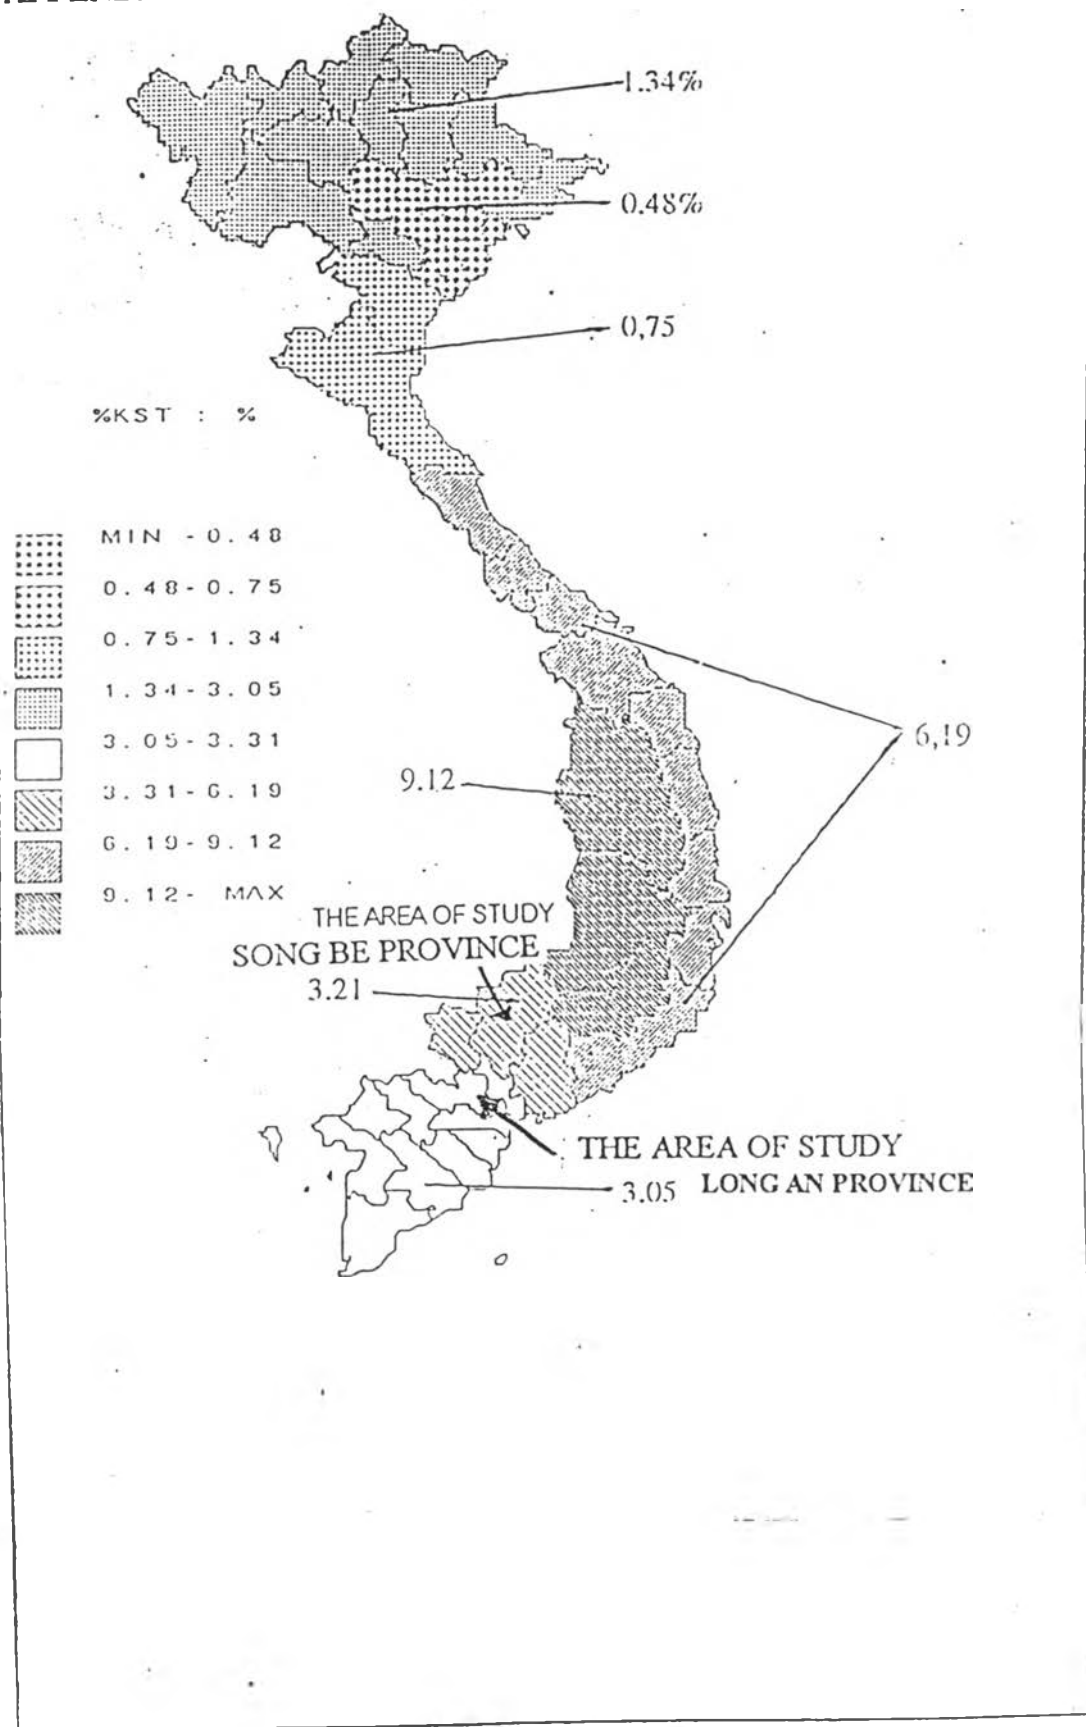 1.34%
0.48%
0,75
%KST : %
MIN - 0.48
0.48 - 0.75
0.75 - 1.34
1.34 - 3.05
3.05 - 3.31
3.31 - 6.19
6.19 - 9.12
9.12 - MAX
6,19
9.12
THE AREA OF STUDY
SONG BE PROVINCE
3.21
THE AREA OF STUDY
3.05 LONG AN PROVINCE